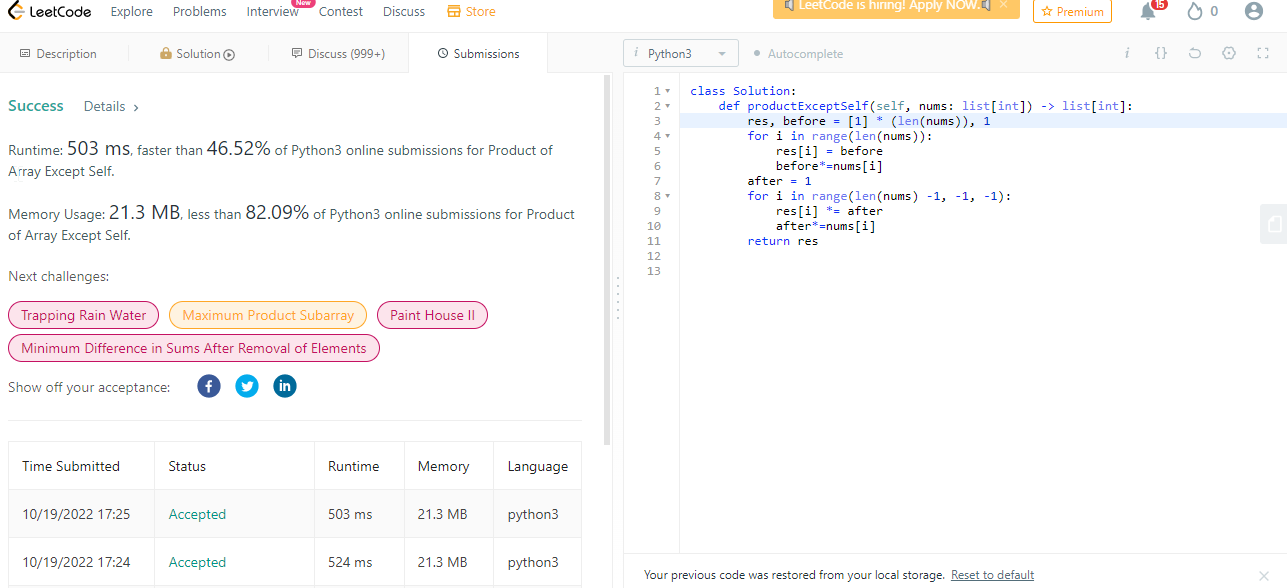 LeetCode Explore Problems Interview New Contest Discuss Store LeetCode is hiring! Apply NOW. × Premium 15 0
Description Solution Discuss (999+) Submissions
i Python3 Autocomplete i {}
Success Details >
Runtime: 503 ms, faster than 46.52% of Python3 online submissions for Product of
Array Except Self.
Memory Usage: 21.3 MB, less than 82.09% of Python3 online submissions for Product
of Array Except Self.
Next challenges:
Trapping Rain Water Maximum Product Subarray Paint House II
Minimum Difference in Sums After Removal of Elements
Show off your acceptance: f in
Time Submitted Status Runtime Memory Language
10/19/2022 17:25 Accepted 503 ms 21.3 MB python3
10/19/2022 17:24 Accepted 524 ms 21.3 MB python3
1 class Solution:
2 def productExceptSelf(self, nums: list[int]) -> list[int]:
3 res, before = [1] * (len(nums)), 1
4 for i in range(len(nums)):
5 res[i] = before
6 before*=nums[i]
7 after = 1
8 for i in range(len(nums) -1, -1, -1):
9 res[i] *= after
10 after*=nums[i]
11 return res
12
13
Your previous code was restored from your local storage. Reset to default ×